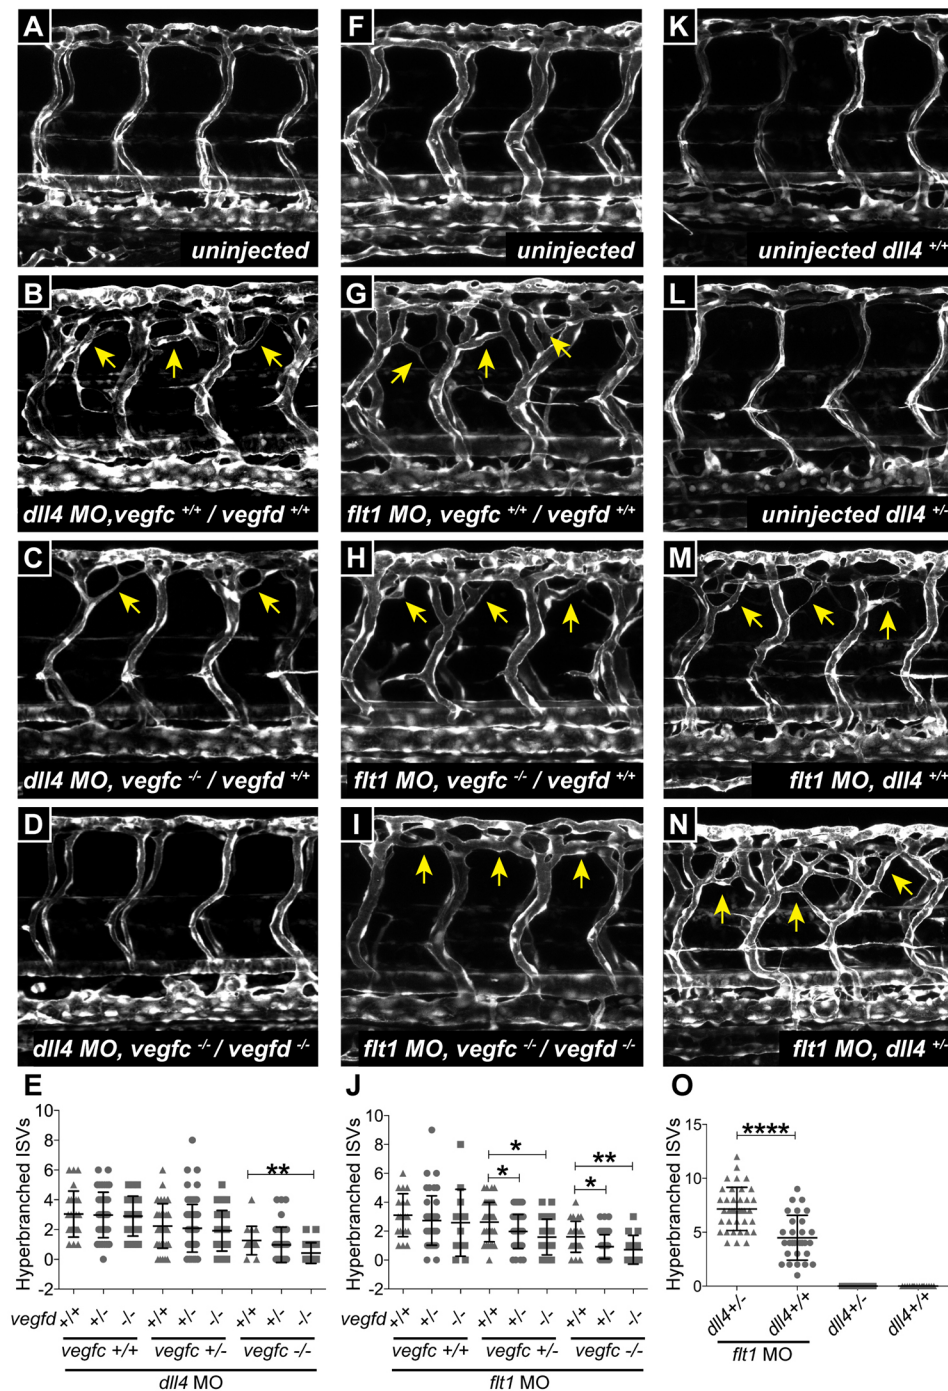 A
uninjected
B
dll4 MO,vegfc +/+ / vegfd +/+
C
dll4 MO, vegfc -/- / vegfd +/+
D
dll4 MO, vegfc -/- / vegfd -/-
F
uninjected
G
flt1 MO, vegfc +/+ / vegfd +/+
H
flt1 MO, vegfc -/- / vegfd +/+
I
flt1 MO, vegfc -/- / vegfd -/-
K
uninjected dll4 +/+
L
uninjected dll4 +/-
M
flt1 MO, dll4 +/+
N
flt1 MO, dll4 +/-
E
Hyperbranched ISVs
10
8
6
4
2
0
-2
**
vegfd +/+ +/- -/- +/+ +/- -/- +/+ +/- -/-
vegfc +/+ vegfc +/- vegfc -/-
dll4 MO
J
Hyperbranched ISVs
10
8
6
4
2
0
-2
*
*
**
*
vegfd +/+ +/- -/- +/+ +/- -/- +/+ +/- -/-
vegfc +/+ vegfc +/- vegfc -/-
flt1 MO
O
Hyperbranched ISVs
15
10
5
0
****
dll4+/- dll4+/+ dll4+/- dll4+/+
flt1 MO